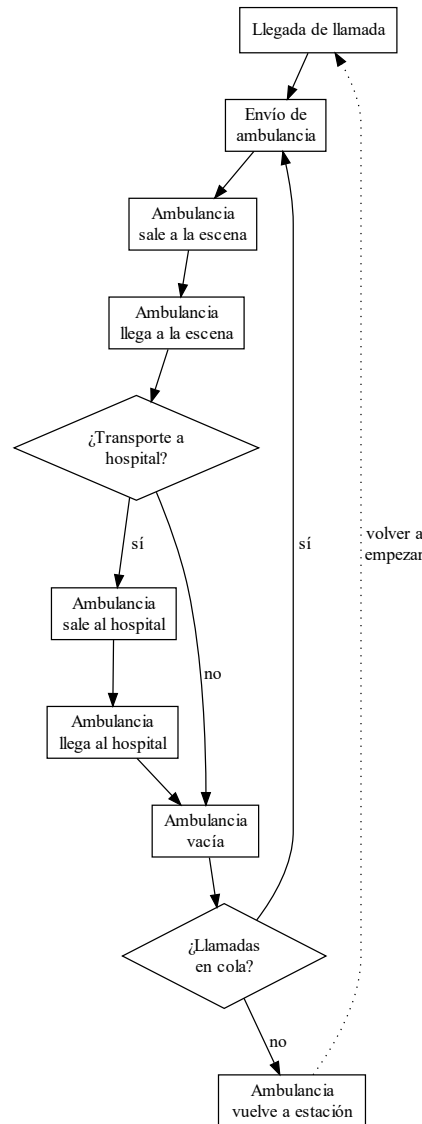 Llegada de llamada
Envío de
ambulancia
Ambulancia
sale a la escena
Ambulancia
llega a la escena
¿Transporte a
hospital?
sí
Ambulancia
sale al hospital
no
Ambulancia
llega al hospital
Ambulancia
vacía
¿Llamadas
en cola?
sí
volver a
empezar
no
Ambulancia
vuelve a estación